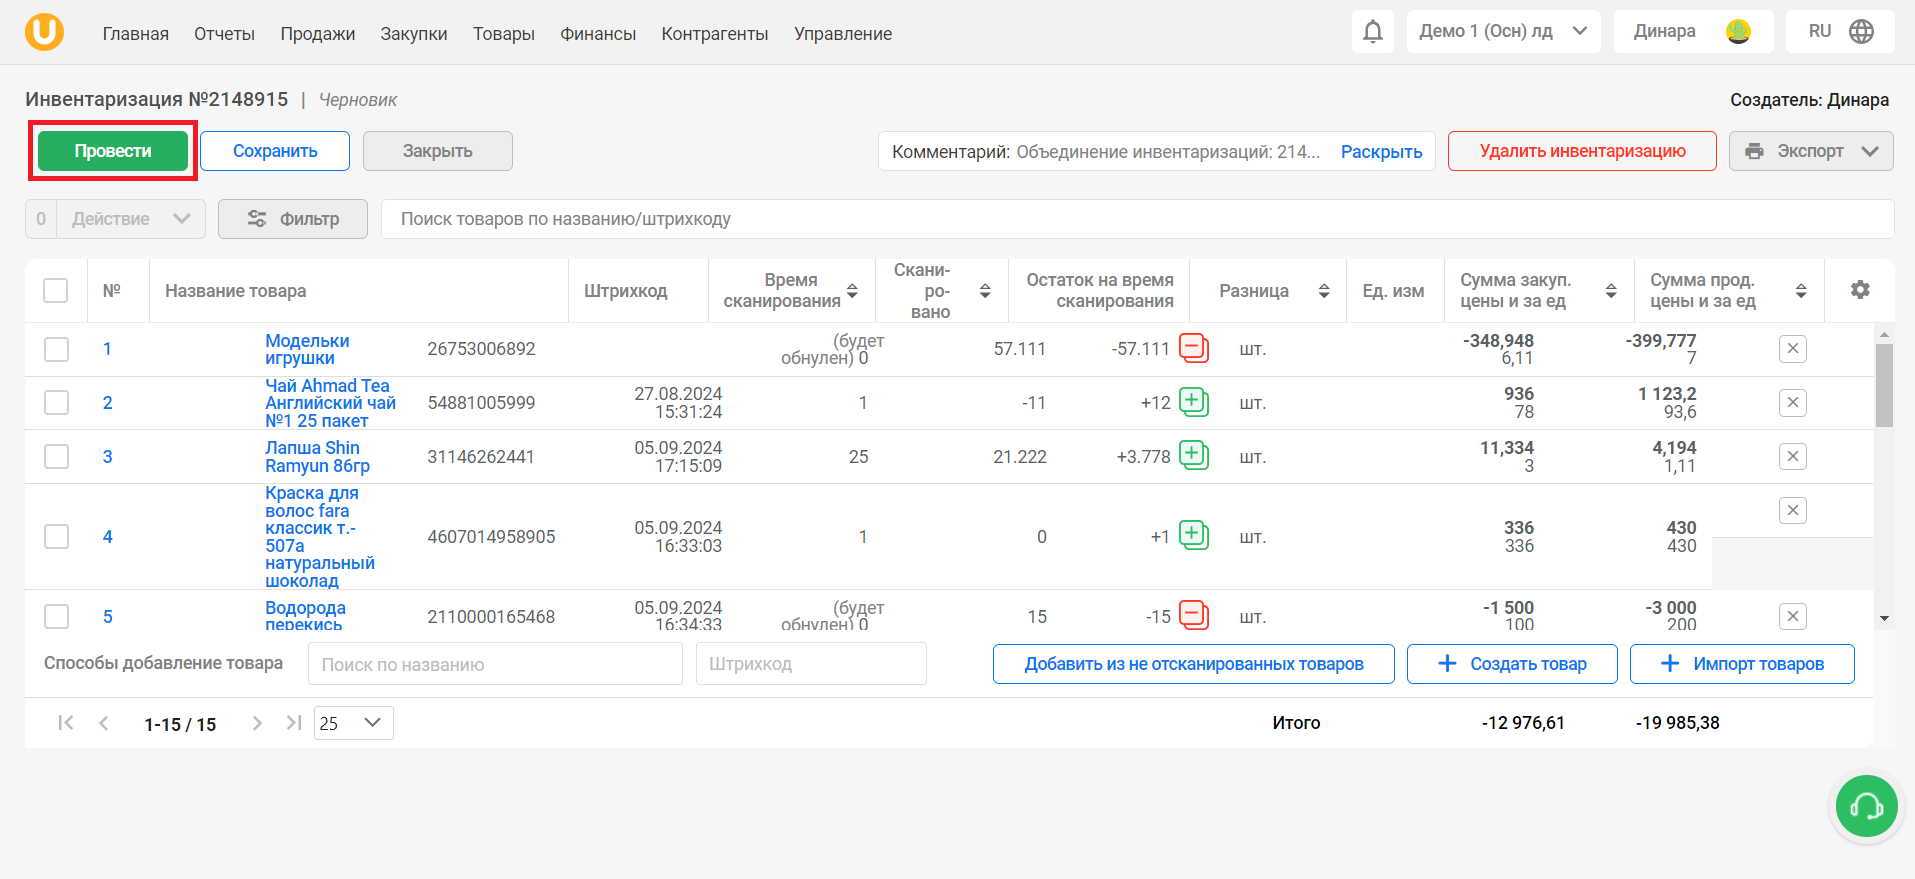 Главная Отчеты Продажи Закупки Товары Финансы Контрагенты Управление Демо 1 (Осн) лд Динара RU
Инвентаризация №2148915 | Черновик Создатель: Динара
Провести Сохранить Закрыть Комментарий: Объединение инвентаризаций: 214... Раскрыть Удалить инвентаризацию Экспорт
0 Действие Фильтр Поиск товаров по названию/штрихкоду
№ Название товара Штрихкод Время сканирования Скани-ро-вано Остаток на время сканирования Разница Ед. изм Сумма закуп. цены и за ед Сумма прод. цены и за ед
1 Модельки игрушки 26753006892 (будет обнулен) 0 57.111 -57.111 шт. -348,948 6,11 -399,777 7
2 Чай Ahmad Tea Английский чай №1 25 пакет 54881005999 27.08.2024 15:31:24 1 -11 +12 шт. 936 78 1 123,2 93,6
3 Лапша Shin Ramyun 86гр 31146262441 05.09.2024 17:15:09 25 21.222 +3.778 шт. 11,334 3 4,194 1,11
4 Краска для волос fara классик т.-507а натуральный шоколад 4607014958905 05.09.2024 16:33:03 1 0 +1 шт. 336 336 430 430
5 Водорода перекись 2110000165468 05.09.2024 16:34:33 (будет обнулен) 0 15 -15 шт. -1 500 100 -3 000 200
Способы добавление товара Поиск по названию Штрихкод Добавить из не отсканированных товаров + Создать товар + Импорт товаров
1-15 / 15 25 Итого -12 976,61 -19 985,38